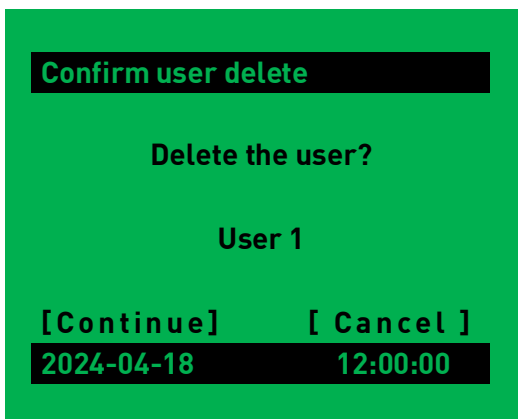 Confirm user delete
Delete the user?
User 1
[Continue] [ Cancel ]
2024-04-18 12:00:00